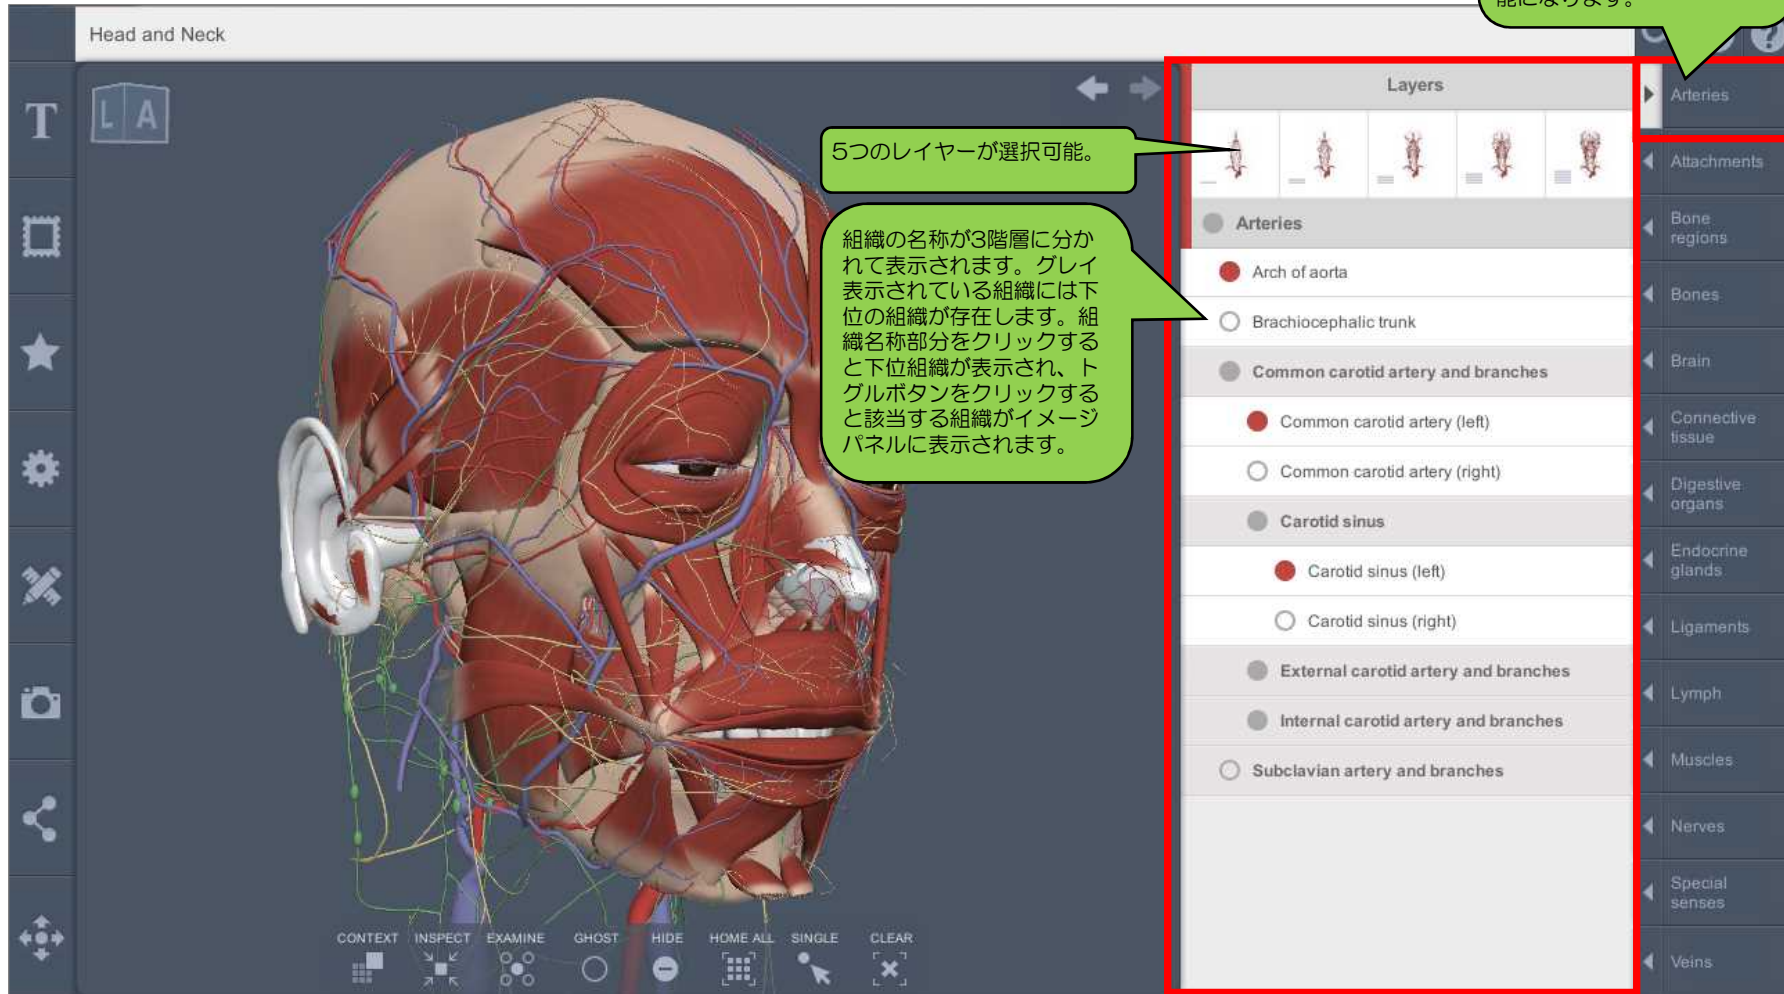 能になります。
Head and Neck
T
L A
Layers
5つのレイヤーが選択可能。
組織の名称が3階層に分か
れて表示されます。グレイ
表示されている組織には下
位の組織が存在します。組
織名称部分をクリックする
と下位組織が表示され、ト
グルボタンをクリックする
と該当する組織がイメージ
パネルに表示されます。
Arteries
Arch of aorta
Brachiocephalic trunk
Common carotid artery and branches
Common carotid artery (left)
Common carotid artery (right)
Carotid sinus
Carotid sinus (left)
Carotid sinus (right)
External carotid artery and branches
Internal carotid artery and branches
Subclavian artery and branches
Arteries
Attachments
Bone
regions
Bones
Brain
Connective
tissue
Digestive
organs
Endocrine
glands
Ligaments
Lymph
Muscles
Nerves
Special
senses
Veins
CONTEXT INSPECT EXAMINE GHOST HIDE HOME ALL SINGLE CLEAR